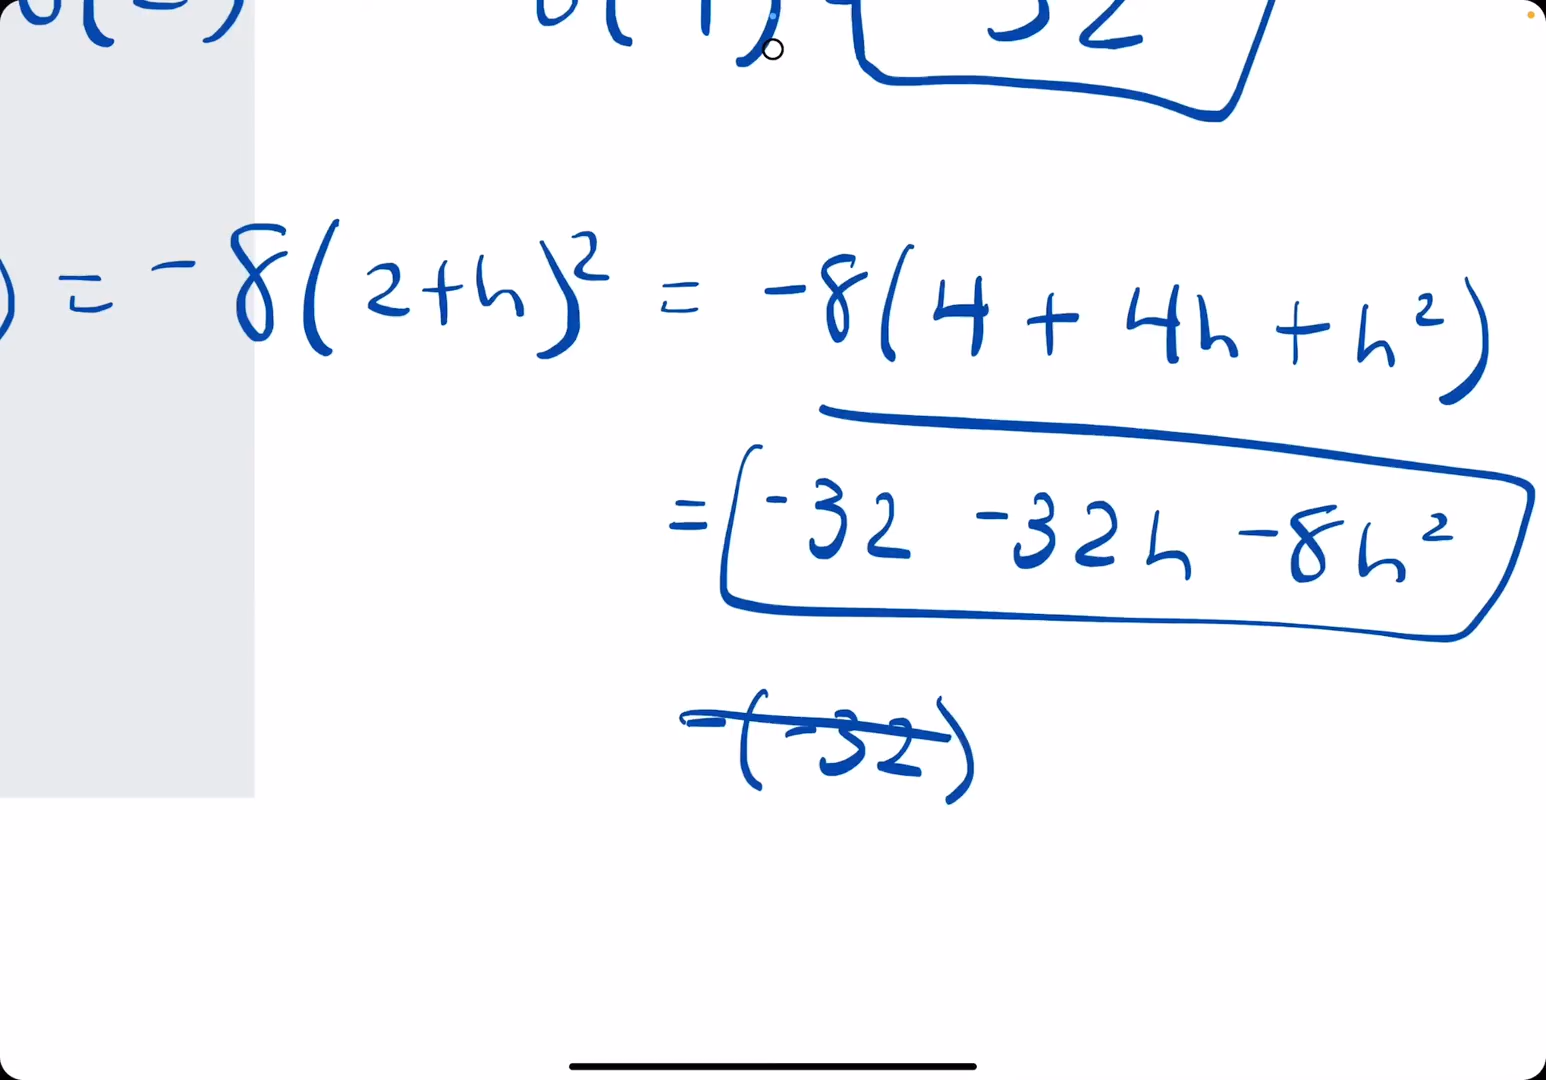 32
) = -8(2+h)² = -8(4 + 4h + h²)
= -32 -32h -8h²
-(-32)